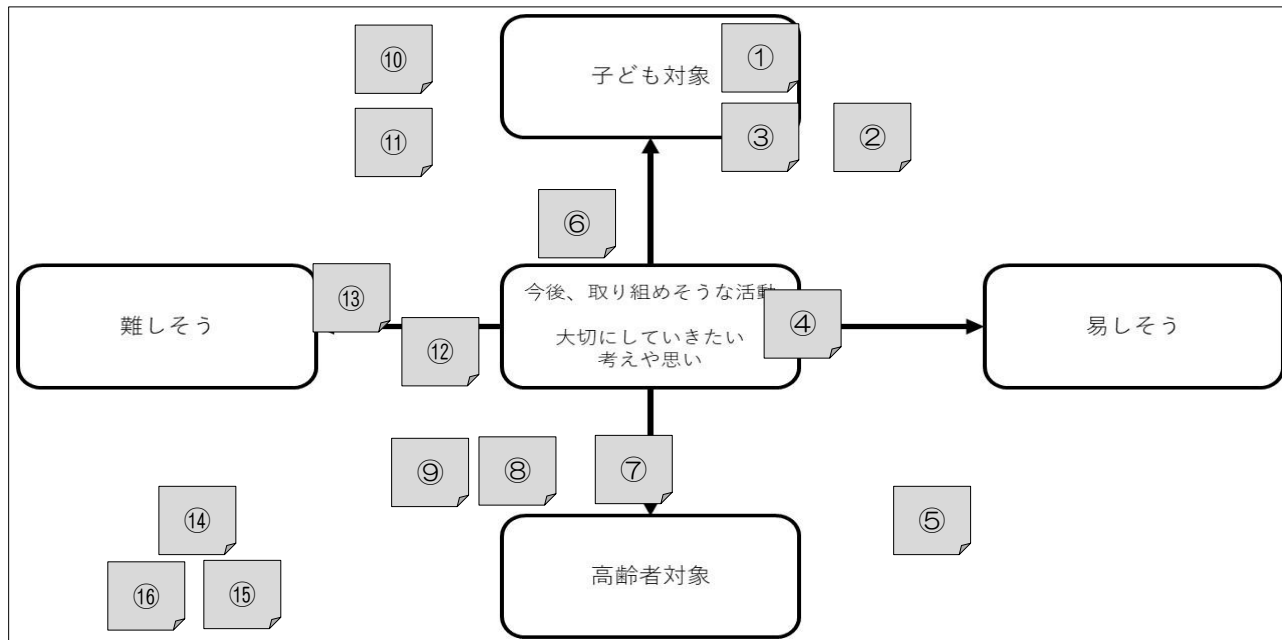 ⑩
子ども対象
①
⑪
③
②
⑥
難しそう
⑬
今後、取り組めそうな活動
④
易しそう
⑫
大切にしていきたい
考えや思い
⑨
⑧
⑦
⑭
⑤
⑯
⑮
高齢者対象